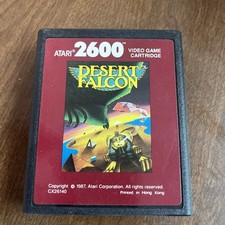 ATARI 2600 VIDEO GAME CARTRIDGE
DESERT
FALCON
Copyright © 1987, Atari Corporation. All rights reserved.
CX26140 Printed in Hong Kong